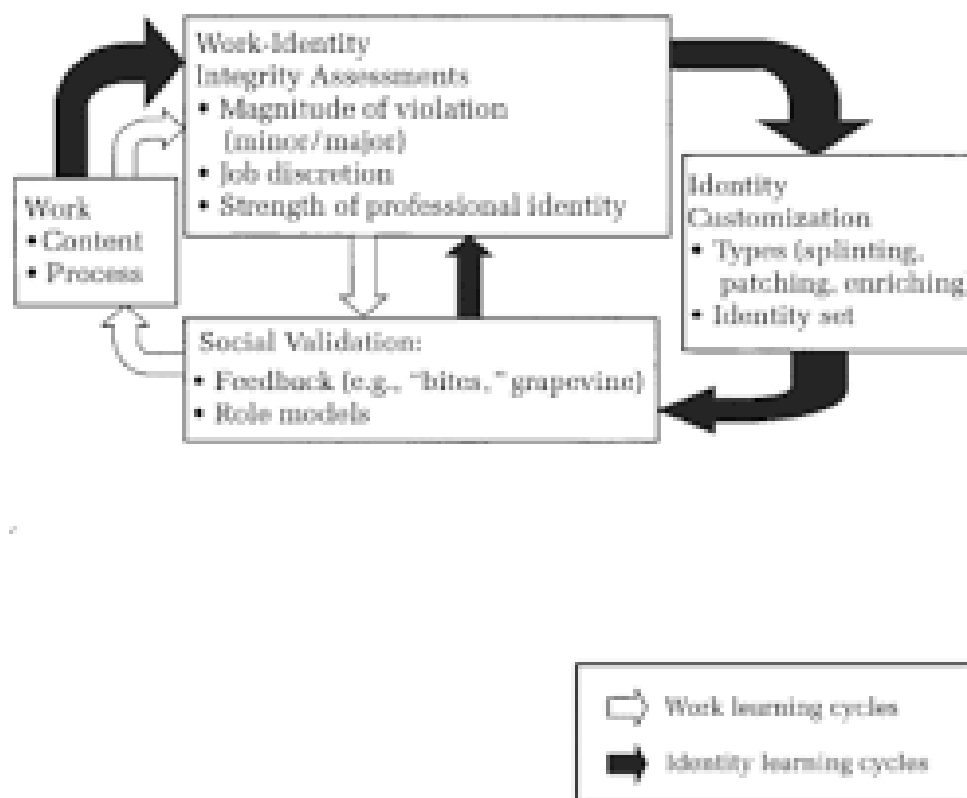 Work-Identity
Integrity Assessments
• Magnitude of violation
(minor/major)
• Job discretion
• Strength of professional identity
Work
• Content
• Process
Identity
Customization
• Types (splinting,
patching, enriching)
• Identity set
Social Validation:
• Feedback (e.g., "bites," grapevine)
• Role models
Work learning cycles
Identity learning cycles